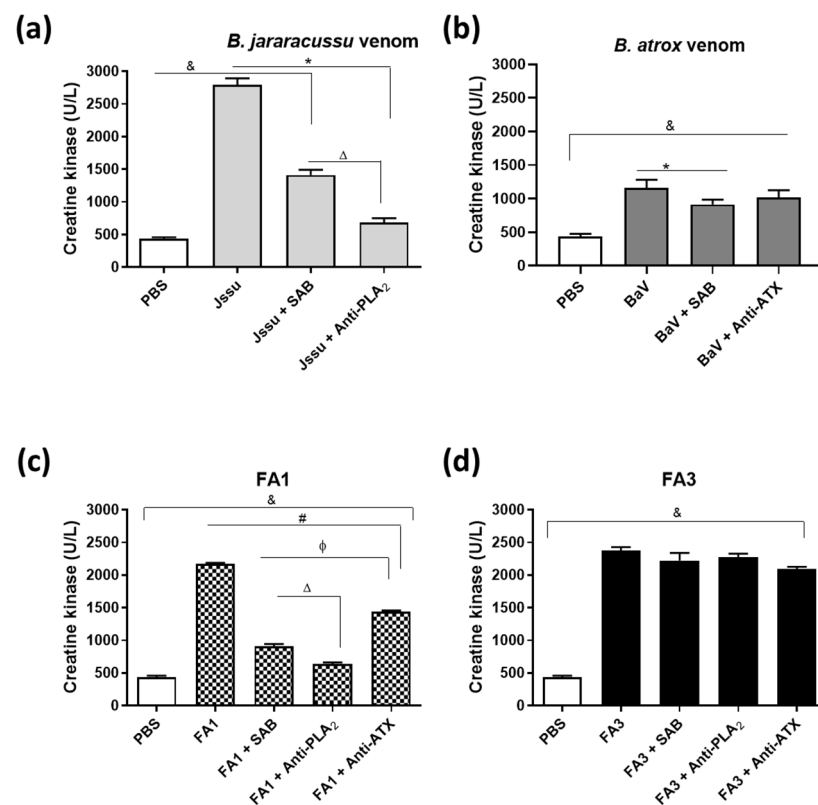 (a)
B. jararacussu venom
Creatine kinase (U/L)
3000
2500
2000
1500
1000
500
0
&
*
Δ
PBS
Jssu
Jssu + SAB
Jssu + Anti-PLA₂
(b)
B. atrox venom
Creatine kinase (U/L)
3000
2500
2000
1500
1000
500
0
&
*
PBS
BaV
BaV + SAB
BaV + Anti-ATX
(c)
FA1
Creatine kinase (U/L)
3000
2500
2000
1500
1000
500
0
&
#
ϕ
Δ
PBS
FA1
FA1 + SAB
FA1 + Anti-PLA₂
FA1 + Anti-ATX
(d)
FA3
Creatine kinase (U/L)
3000
2500
2000
1500
1000
500
0
&
PBS
FA3
FA3 + SAB
FA3 + Anti-PLA₂
FA3 + Anti-ATX